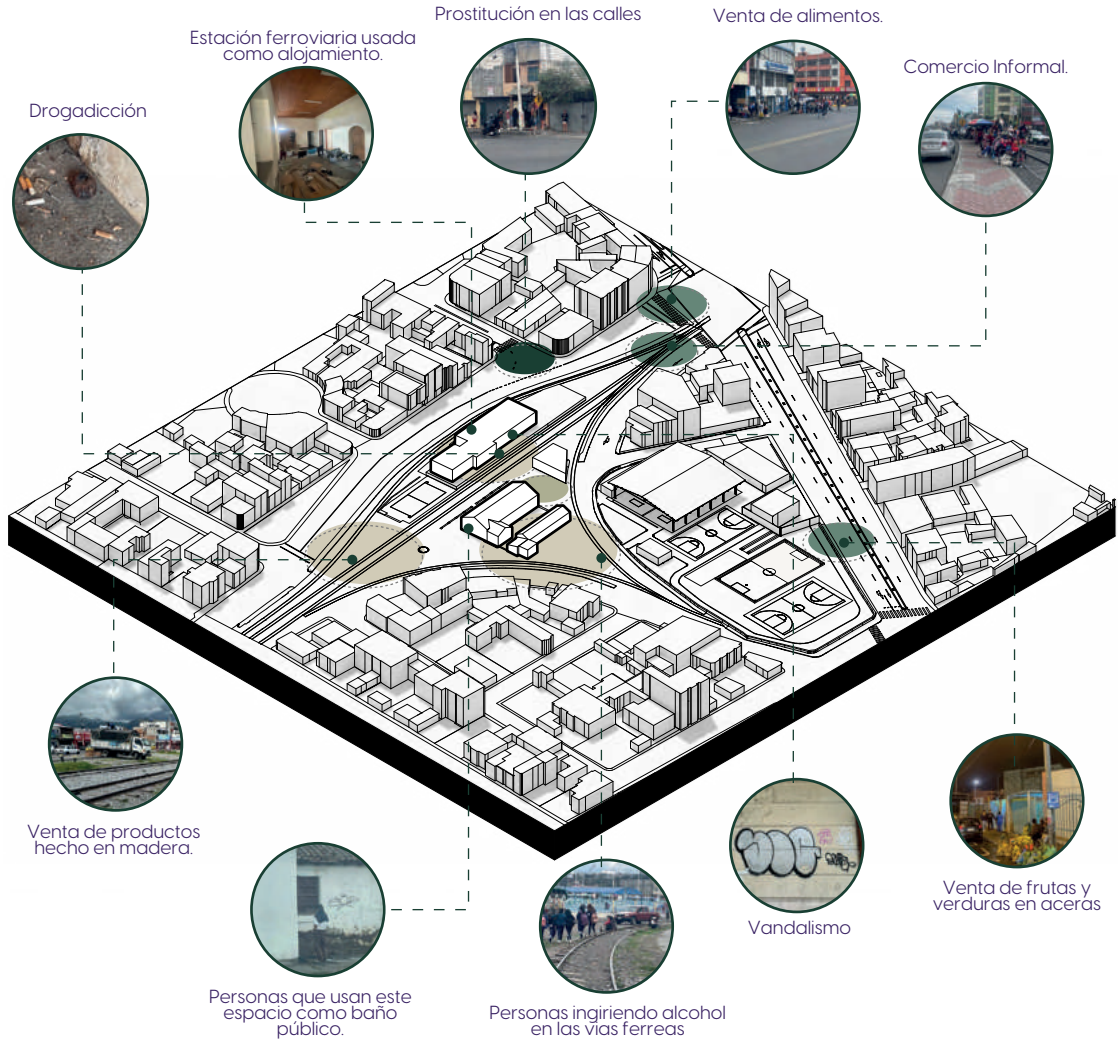 Prostitución en las calles
Venta de alimentos.
Estación ferroviaria usada
como alojamiento.
Comercio Informal.
Drogadicción
Venta de productos
hecho en madera.
Venta de frutas y
verduras en aceras
Vandalismo
Personas que usan este
espacio como baño
público.
Personas ingiriendo alcohol
en las vias ferreas